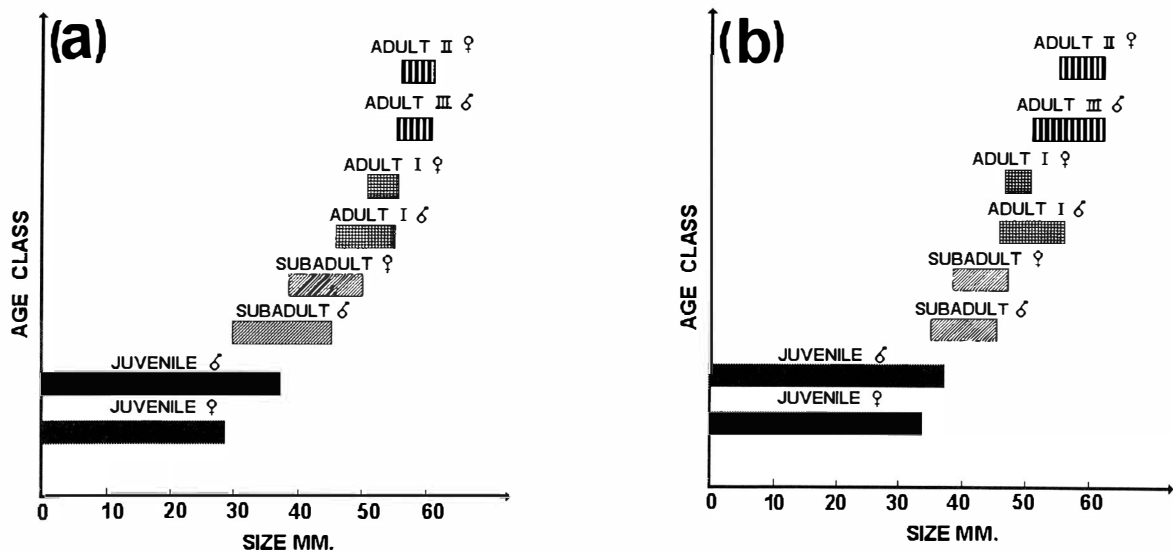 (a)
ADULT II ♀
ADULT III ♂
ADULT I ♀
ADULT I ♂
SUBADULT ♀
SUBADULT ♂
JUVENILE ♂
JUVENILE ♀
AGE CLASS
0 10 20 30 40 50 60
SIZE MM.
(b)
ADULT II ♀
ADULT III ♂
ADULT I ♀
ADULT I ♂
SUBADULT ♀
SUBADULT ♂
JUVENILE ♂
JUVENILE ♀
AGE CLASS
0 10 20 30 40 50 60
SIZE MM.